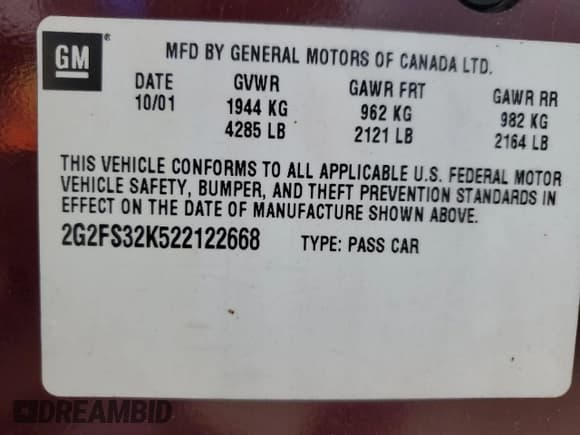 GM ®
MFD BY GENERAL MOTORS OF CANADA LTD.
DATE GVWR GAWR FRT GAWR RR
10/01 1944 KG 962 KG 982 KG
4285 LB 2121 LB 2164 LB
THIS VEHICLE CONFORMS TO ALL APPLICABLE U.S. FEDERAL MOTOR
VEHICLE SAFETY, BUMPER, AND THEFT PREVENTION STANDARDS IN
EFFECT ON THE DATE OF MANUFACTURE SHOWN ABOVE.
2G2FS32K522122668 TYPE: PASS CAR
DREAMBID